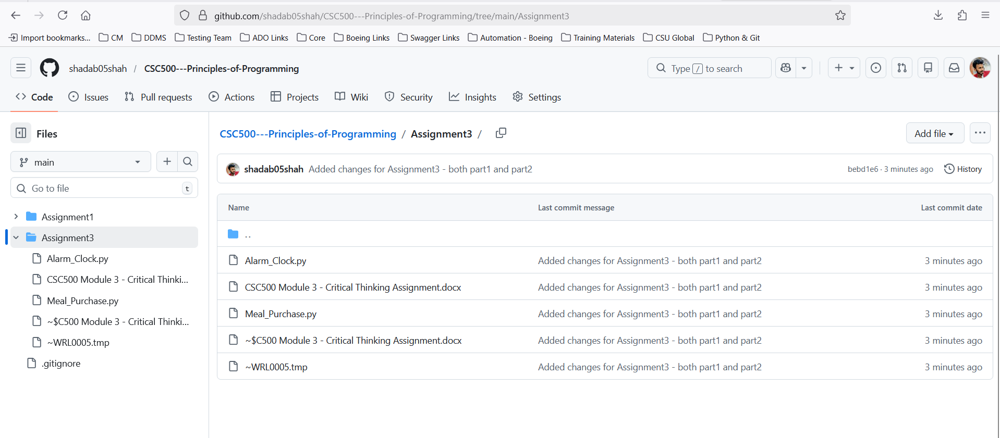 github.com/shadab05shah/CSC500---Principles-of-Programming/tree/main/Assignment3
Import bookmarks... CM DDMS Testing Team ADO Links Core Boeing Links Swagger Links Automation - Boeing Training Materials CSU Global Python & Git
shadab05shah / CSC500---Principles-of-Programming Type / to search
Code Issues Pull requests Actions Projects Wiki Security Insights Settings
Files
main
Go to file t
Assignment1
Assignment3
Alarm_Clock.py
CSC500 Module 3 - Critical Thinki...
Meal_Purchase.py
~$C500 Module 3 - Critical Thinki...
~WRL0005.tmp
.gitignore
CSC500---Principles-of-Programming / Assignment3 / Add file
shadab05shah Added changes for Assignment3 - both part1 and part2 bebd1e6 · 3 minutes ago History
Name Last commit message Last commit date
..
Alarm_Clock.py Added changes for Assignment3 - both part1 and part2 3 minutes ago
CSC500 Module 3 - Critical Thinking Assignment.docx Added changes for Assignment3 - both part1 and part2 3 minutes ago
Meal_Purchase.py Added changes for Assignment3 - both part1 and part2 3 minutes ago
~$C500 Module 3 - Critical Thinking Assignment.docx Added changes for Assignment3 - both part1 and part2 3 minutes ago
~WRL0005.tmp Added changes for Assignment3 - both part1 and part2 3 minutes ago